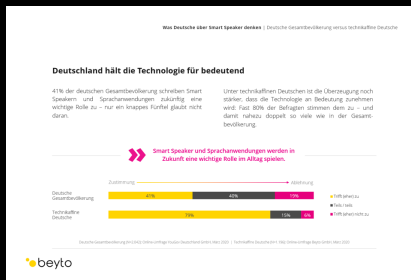 Was Deutsche über Smart Speaker denken | Deutsche Gesamtbevölkerung versus technikaffine Deutsche
Deutschland hält die Technologie für bedeutend
41% der deutschen Gesamtbevölkerung schreiben Smart
Speakern und Sprachanwendungen zukünftig eine
wichtige Rolle zu – nur ein knappes Fünftel glaubt nicht
daran.
Unter technikaffinen Deutschen ist die Überzeugung noch
stärker, dass die Technologie an Bedeutung zunehmen
wird: Fast 80% der Befragten stimmen dem zu – und
damit nahezu doppelt so viele wie in der Gesamt-
bevölkerung.
Smart Speaker und Sprachanwendungen werden in
Zukunft eine wichtige Rolle im Alltag spielen.
Zustimmung
Ablehnung
Deutsche
Gesamtbevölkerung
41%
40%
19%
Technikaffine
Deutsche
79%
15%
6%
Trifft (eher) zu
Teils / teils
Trifft (eher) nicht zu
beyto